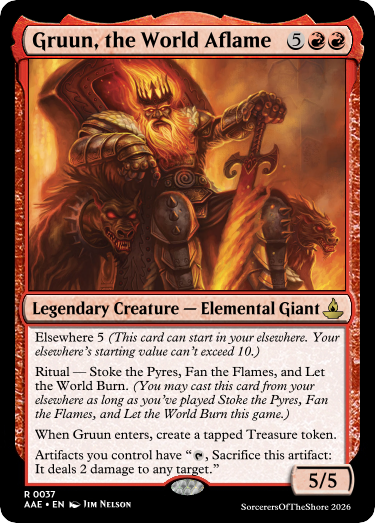 Gruun, the World Aflame 5
Legendary Creature — Elemental Giant
Elsewhere 5 (This card can start in your elsewhere. Your
elsewhere's starting value can't exceed 10.)
Ritual — Stoke the Pyres, Fan the Flames, and Let
the World Burn. (You may cast this card from your
elsewhere as long as you've played Stoke the Pyres, Fan
the Flames, and Let the World Burn this game.)
When Gruun enters, create a tapped Treasure token.
Artifacts you control have “, Sacrifice this artifact:
It deals 2 damage to any target.”
5/5
R 0037
AAE • EN Jim Nelson
SorcerersOfTheShore 2026